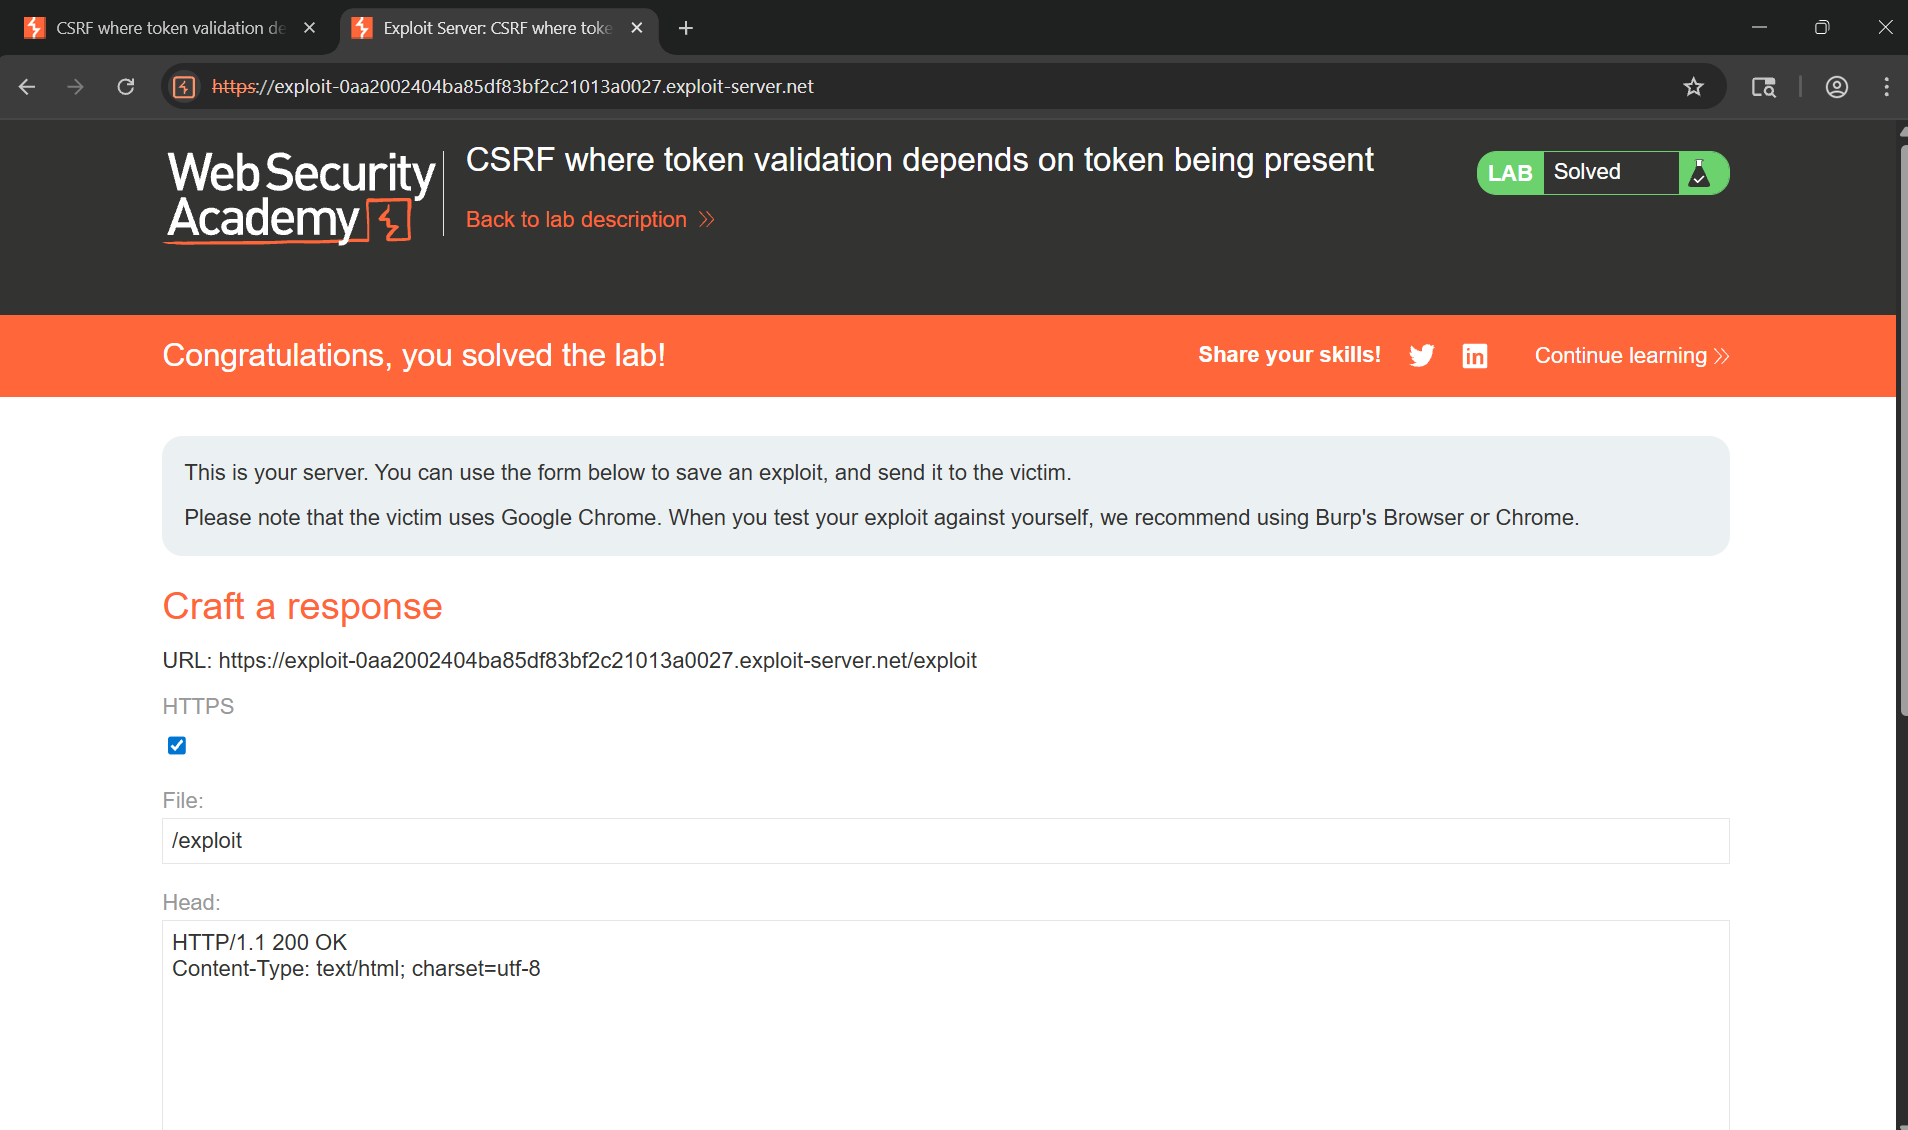 CSRF where token validation de
Exploit Server: CSRF where toke
https://exploit-0aa2002404ba85df83bf2c21013a0027.exploit-server.net
Web Security
Academy
CSRF where token validation depends on token being present
Back to lab description
LAB Solved
Congratulations, you solved the lab!
Share your skills!
in
Continue learning
This is your server. You can use the form below to save an exploit, and send it to the victim.
Please note that the victim uses Google Chrome. When you test your exploit against yourself, we recommend using Burp's Browser or Chrome.
Craft a response
URL: https://exploit-0aa2002404ba85df83bf2c21013a0027.exploit-server.net/exploit
HTTPS
File:
/exploit
Head:
HTTP/1.1 200 OK
Content-Type: text/html; charset=utf-8